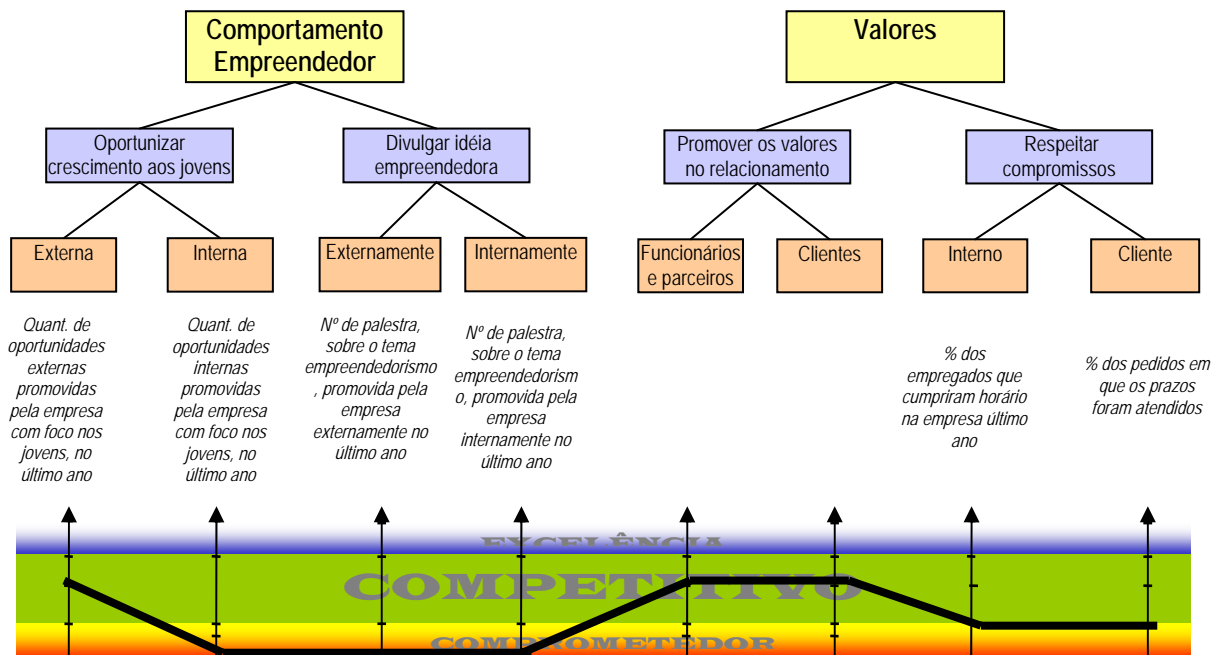 Comportamento
Empreendedor
Valores
Oportunizar
crescimento aos jovens
Divulgar idéia
empreendedora
Promover os valores
no relacionamento
Respeitar
compromissos
Externa
Interna
Externamente
Internamente
Funcionários
e parceiros
Clientes
Interno
Cliente
Quant. de
oportunidades
externas
promovidas
pela empresa
com foco nos
jovens, no
último ano
Quant. de
oportunidades
internas
promovidas
pela empresa
com foco nos
jovens, no
último ano
Nº de palestra,
sobre o tema
empreendedorismo
, promovida pela
empresa
externamente no
último ano
Nº de palestra,
sobre o tema
empreendedorism
o, promovida pela
empresa
internamente no
último ano
% dos
empregados que
cumpriram horário
na empresa último
ano
% dos pedidos em
que os prazos
foram atendidos
EXCELÊNCIA
COMPETITIVO
COMPROMETEDOR